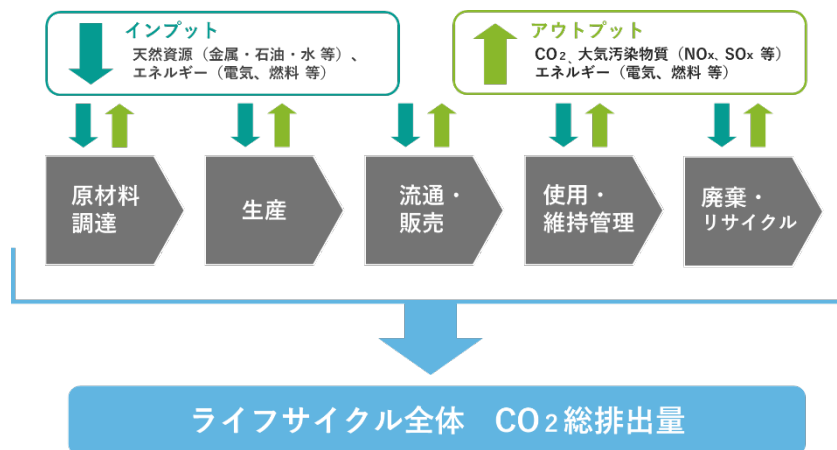 インプット
天然資源（金属・石油・水 等）、
エネルギー（電気、燃料 等）
アウトプット
CO₂、大気汚染物質（NOx、SOx 等）
エネルギー（電気、燃料 等）
原材料
調達
生産
流通・
販売
使用・
維持管理
廃棄・
リサイクル
ライフサイクル全体　CO₂総排出量